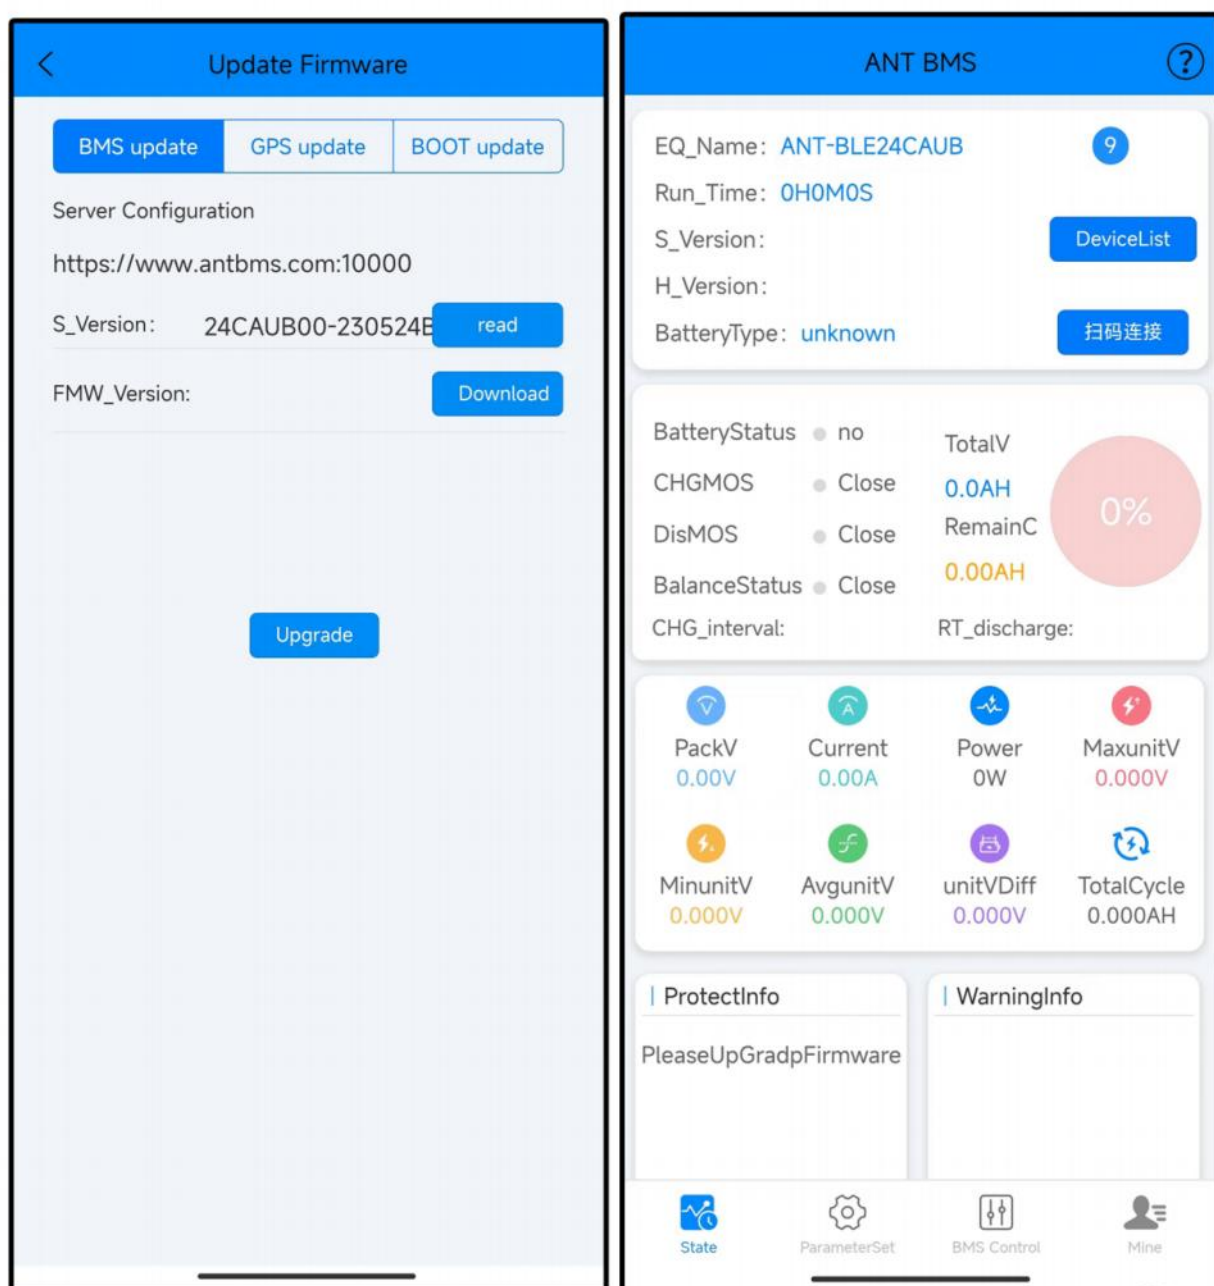 Update Firmware
BMS update GPS update BOOT update
Server Configuration
https://www.antbms.com:10000
S_Version: 24CAUB00-230524B read
FMW_Version: Download
Upgrade
ANT BMS ?
EQ_Name: ANT-BLE24CAUB 9
Run_Time: 0H0M0S
S_Version: DeviceList
H_Version:
BatteryType: unknown 扫码连接
BatteryStatus no
TotalV
CHGMOS Close
0.0AH
DisMOS Close
RemainC
0%
BalanceStatus Close
0.00AH
CHG_interval: RT_discharge:
PackV Current Power MaxunitV
0.00V 0.00A 0W 0.000V
MinunitV AvgunitV unitVDiff TotalCycle
0.000V 0.000V 0.000V 0.000AH
ProtectInfo WarningInfo
PleaseUpGradpFirmware
State ParameterSet BMS Control Mine